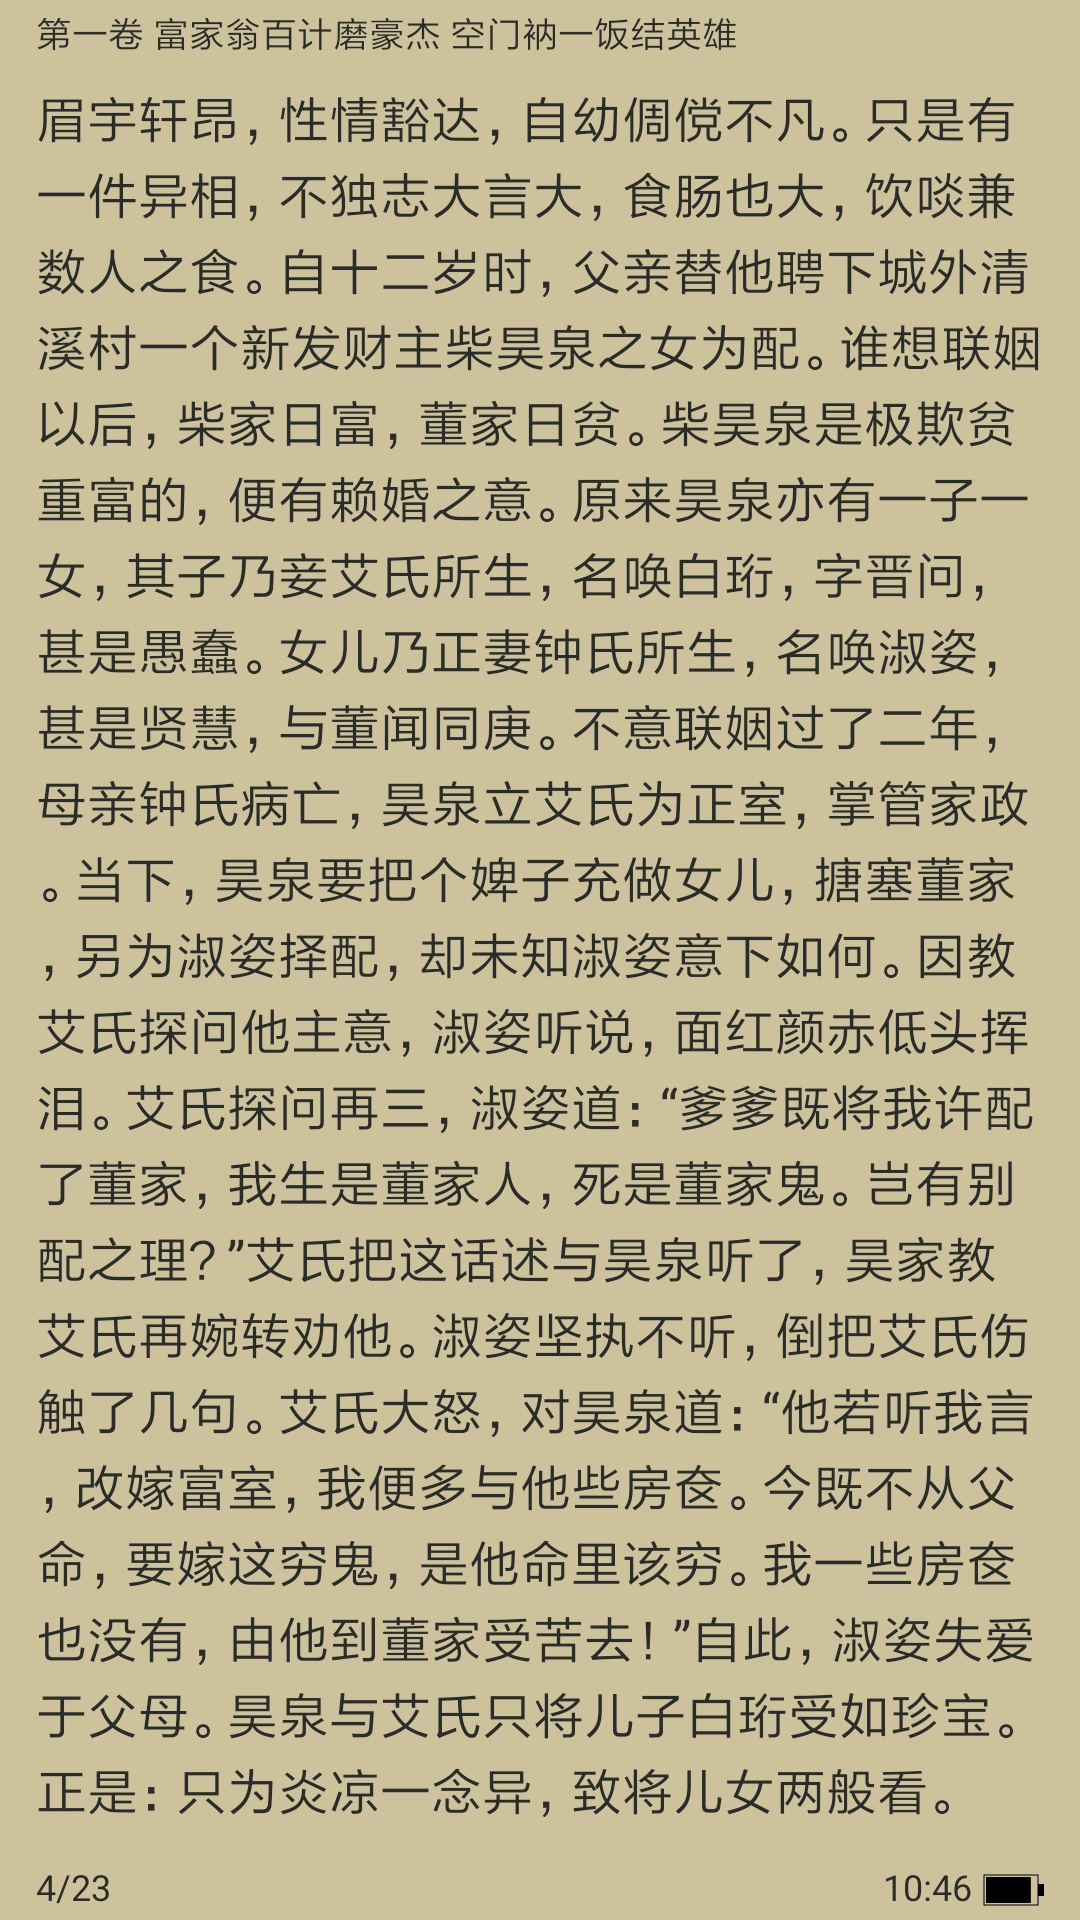 第一卷 富家翁百计磨豪杰 空门衲一饭结英雄
眉宇轩昂，性情豁达，自幼倜傥不凡。只是有
一件异相，不独志大言大，食肠也大，饮啖兼
数人之食。自十二岁时，父亲替他聘下城外清
溪村一个新发财主柴昊泉之女为配。谁想联姻
以后，柴家日富，董家日贫。柴昊泉是极欺贫
重富的，便有赖婚之意。原来昊泉亦有一子一
女，其子乃妾艾氏所生，名唤白珩，字晋问，
甚是愚蠢。女儿乃正妻钟氏所生，名唤淑姿，
甚是贤慧，与董闻同庚。不意联姻过了二年，
母亲钟氏病亡，昊泉立艾氏为正室，掌管家政
。当下，昊泉要把个婢子充做女儿，搪塞董家
，另为淑姿择配，却未知淑姿意下如何。因教
艾氏探问他主意，淑姿听说，面红颜赤低头挥
泪。艾氏探问再三，淑姿道：“爹爹既将我许配
了董家，我生是董家人，死是董家鬼。岂有别
配之理？”艾氏把这话述与昊泉听了，昊家教
艾氏再婉转劝他。淑姿坚执不听，倒把艾氏伤
触了几句。艾氏大怒，对昊泉道：“他若听我言
，改嫁富室，我便多与他些房奁。今既不从父
命，要嫁这穷鬼，是他命里该穷。我一些房奁
也没有，由他到董家受苦去！”自此，淑姿失爱
于父母。昊泉与艾氏只将儿子白珩受如珍宝。
正是：只为炎凉一念异，致将儿女两般看。
4/23
10:46